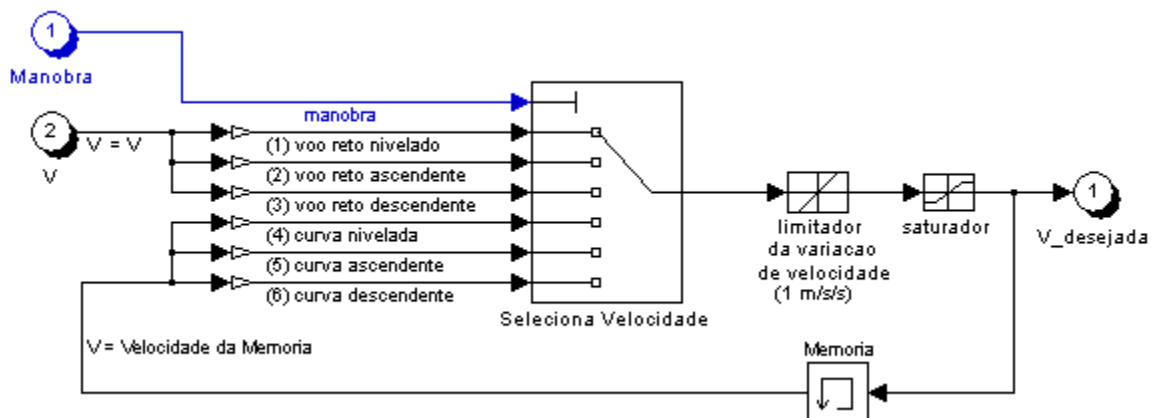 1
Manobra
manobra
2
V
V = V
(1) voo reto nivelado
(2) voo reto ascendente
(3) voo reto descendente
(4) curva nivelada
(5) curva ascendente
(6) curva descendente
Seleciona Velocidade
limitador
da variacao
de velocidade
(1 m/s/s)
saturador
1
V_desejada
V = Velocidade da Memoria
Memoria